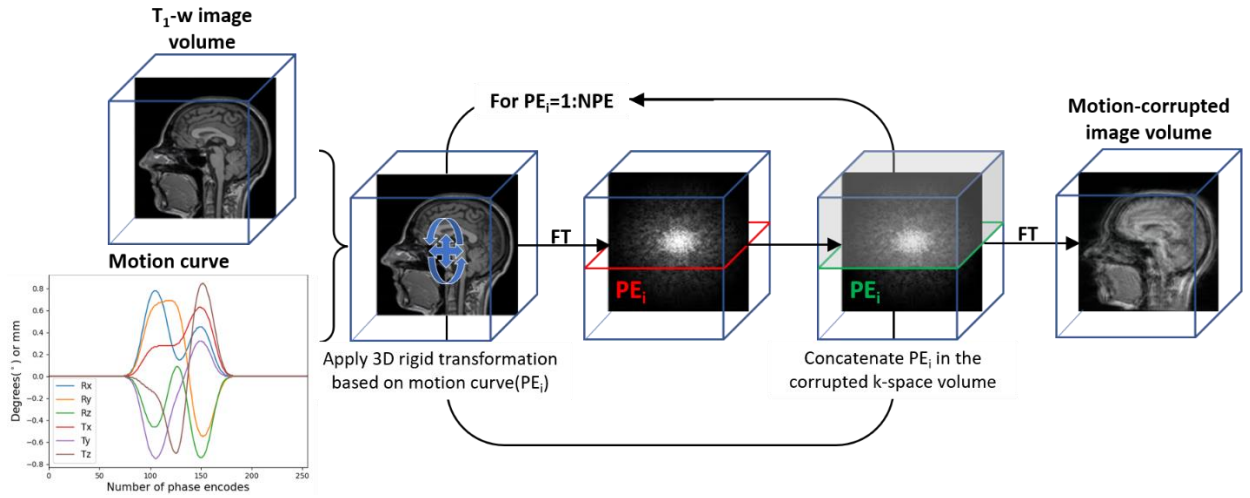 T₁-w image
volume
For PEᵢ=1:NPE
Motion-corrupted
image volume
FT
FT
PEᵢ
PEᵢ
Motion curve
Apply 3D rigid transformation
based on motion curve(PEᵢ)
Concatenate PEᵢ in the
corrupted k-space volume
Degrees(°) or mm
0.8
0.6
0.4
0.2
0.0
−0.2
−0.4
−0.6
−0.8
Rx
Ry
Rz
Tx
Ty
Tz
0 50 100 150 200 250
Number of phase encodes